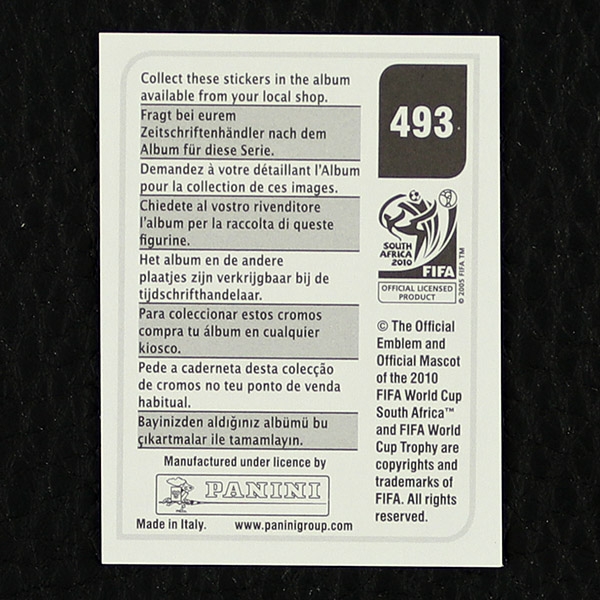 Collect these stickers in the album
available from your local shop.
Fragt bei eurem
Zeitschriftenhändler nach dem
Album für diese Serie.
Demandez à votre détaillant l'Album
pour la collection de ces images.
Chiedete al vostro rivenditore
l'album per la raccolta di queste
figurine.
Het album en de andere
plaatjes zijn verkrijgbaar bij de
tijdschrifthandelaar.
Para coleccionar estos cromos
compra tu álbum en cualquier
kiosco.
Pede a caderneta desta colecção
de cromos no teu ponto de venda
habitual.
Bayinizden aldığınız albümü bu
çıkartmalar ile tamamlayın.
Manufactured under licence by
PANINI
Made in Italy. www.paninigroup.com
493
SOUTH
AFRICA
2010
FIFA
OFFICIAL LICENSED
PRODUCT
© 2005 FIFA TM
© The Official
Emblem and
Official Mascot
of the 2010
FIFA World Cup
South Africa™
and FIFA World
Cup Trophy are
copyrights and
trademarks of
FIFA. All rights
reserved.